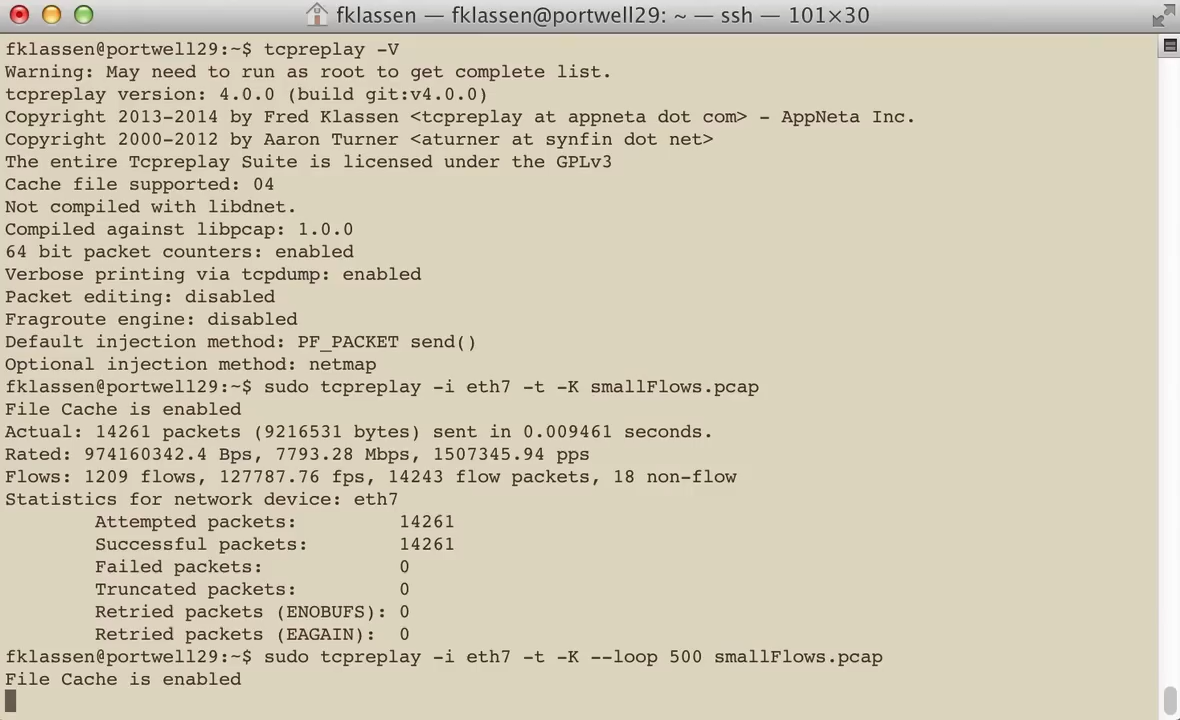 fklassen — fklassen@portwell29: ~ — ssh — 101×30
fklassen@portwell29:~$ tcpreplay -V
Warning: May need to run as root to get complete list.
tcpreplay version: 4.0.0 (build git:v4.0.0)
Copyright 2013-2014 by Fred Klassen <tcpreplay at appneta dot com> - AppNeta Inc.
Copyright 2000-2012 by Aaron Turner <aturner at synfin dot net>
The entire Tcpreplay Suite is licensed under the GPLv3
Cache file supported: 04
Not compiled with libdnet.
Compiled against libpcap: 1.0.0
64 bit packet counters: enabled
Verbose printing via tcpdump: enabled
Packet editing: disabled
Fragroute engine: disabled
Default injection method: PF_PACKET send()
Optional injection method: netmap
fklassen@portwell29:~$ sudo tcpreplay -i eth7 -t -K smallFlows.pcap
File Cache is enabled
Actual: 14261 packets (9216531 bytes) sent in 0.009461 seconds.
Rated: 974160342.4 Bps, 7793.28 Mbps, 1507345.94 pps
Flows: 1209 flows, 127787.76 fps, 14243 flow packets, 18 non-flow
Statistics for network device: eth7
Attempted packets: 14261
Successful packets: 14261
Failed packets: 0
Truncated packets: 0
Retried packets (ENOBUFS): 0
Retried packets (EAGAIN): 0
fklassen@portwell29:~$ sudo tcpreplay -i eth7 -t -K --loop 500 smallFlows.pcap
File Cache is enabled